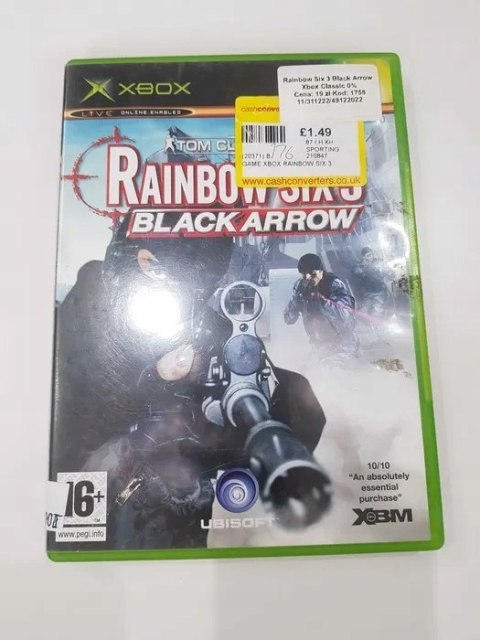 XBOX
LIVE ONLINE ENABLED
Rainbow Six 3 Black Arrow
Xbox Classic 0%
Cena: 19 zł Kod: 1758
11/311222/49122022
cashconver
£1.49
SPORTING
210847
GAME XBOX RAINBOW SIX 3
www.cashconverters.co.uk
TOM CL
RAINBOW SIX 3
BLACK ARROW
10/10
"An absolutely
essential
purchase"
XBM
16+
www.pegi.info
UBISOFT